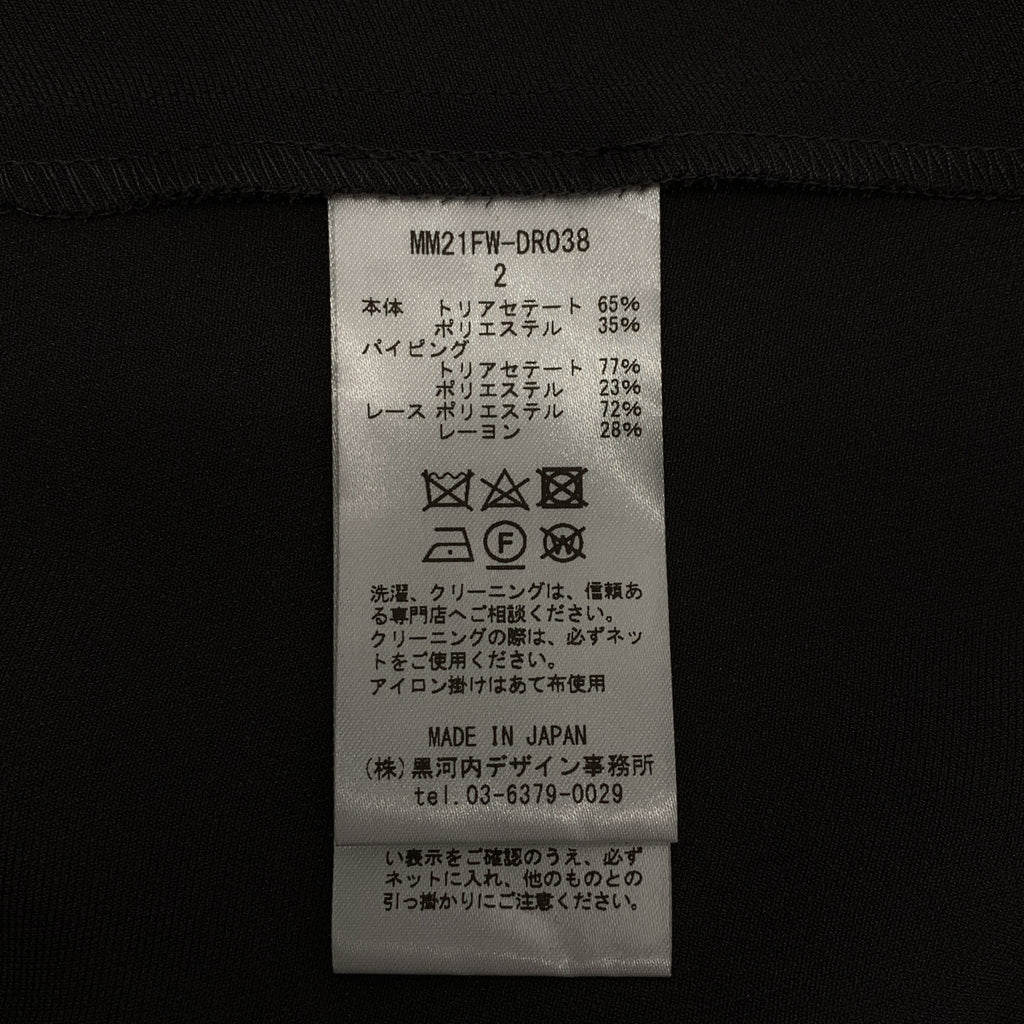 MM21FW-DR038
2
本体 トリアセテート 65%
ポリエステル 35%
パイピング
トリアセテート 77%
ポリエステル 23%
レース ポリエステル 72%
レーヨン 28%
F
W
洗濯、クリーニングは、信頼あ
る専門店へご相談ください。
クリーニングの際は、必ずネッ
トをご使用ください。
アイロン掛けはあて布使用
MADE IN JAPAN
(株)黒河内デザイン事務所
tel.03-6379-0029
い表示をご確認のうえ、必ず
ネットに入れ、他のものとの
引っ掛かりにご注意ください。